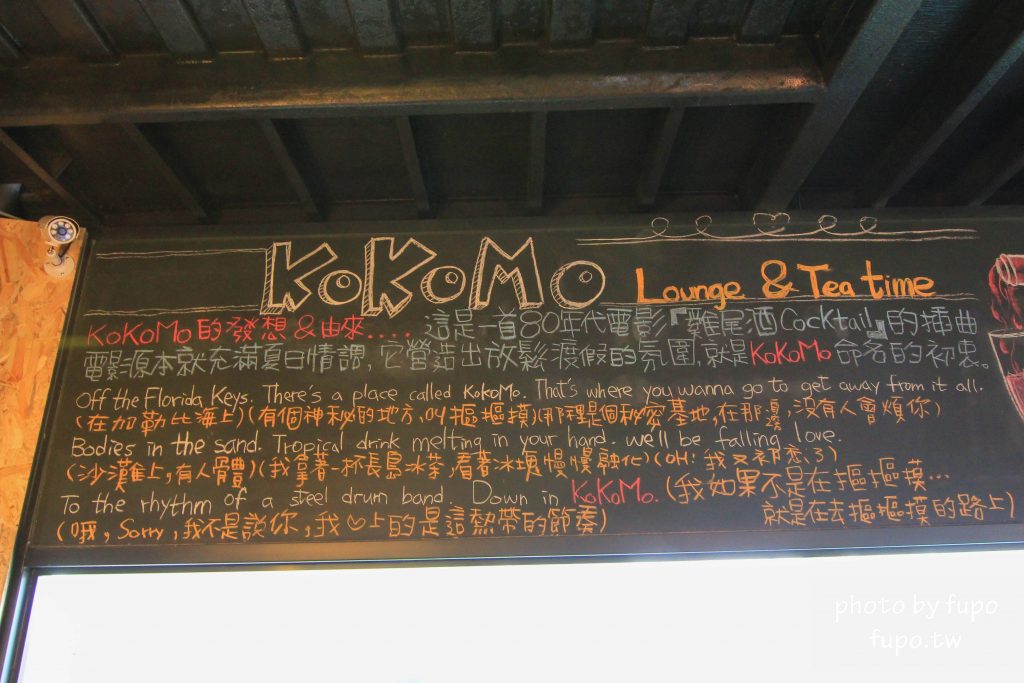 KoKoMo
Lounge & Tea time
KoKoMo 的發想 & 由來.... 這是一首80年代電影『雞尾酒Cocktail』的插曲
電影原本就充滿夏日情調, 它營造出放鬆渡假的氛圍, 就是KoKoMo 命名的初衷。
Off the Florida Keys. There's a place called KoKoMo. That's where you wanna go to get away from it all.
(在加勒比海上)(有個神秘的地方, 叫摳摳摸)(那裡是個秘密基地, 在那邊, 沒有人會煩你)
Bodies in the sand. Tropical drink melting in your hand. we'll be falling love.
(沙灘上, 有人體)(我拿著一杯長島冰茶, 看著冰塊慢慢融化)(OH! 我又初戀了)
To the rhythm of a steel drum band. Down in KoKoMo. (我如果不是在摳摳摸...
(哦, Sorry, 我不是說你, 我♡上的是這熱帶的節奏) 就是在去摳摳摸的路上)
photo by fupo
fupo.tw